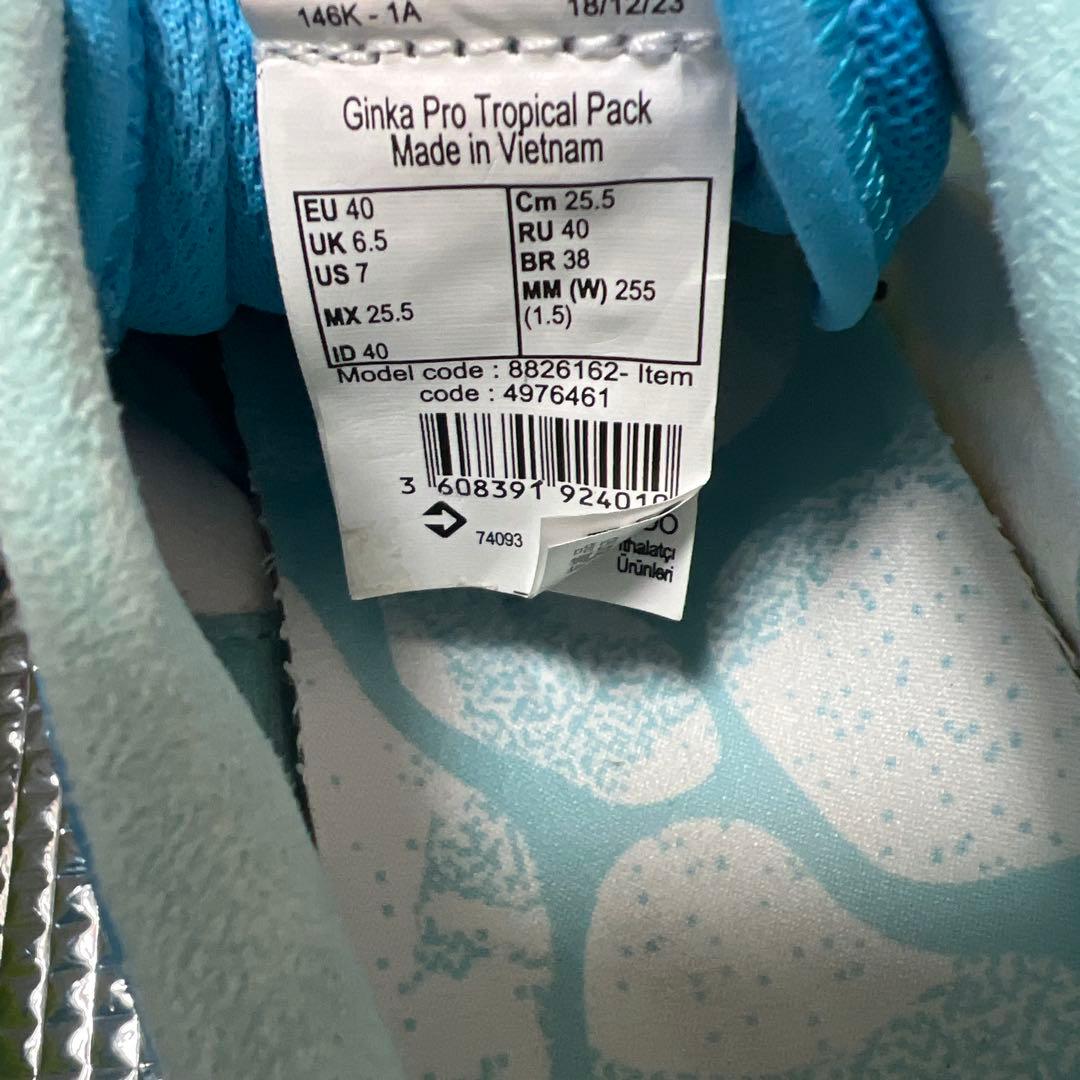 146K - 1A
18/12/23
Ginka Pro Tropical Pack
Made in Vietnam
EU 40
UK 6.5
US 7
MX 25.5
ID 40
Cm 25.5
RU 40
BR 38
MM (W) 255
(1.5)
Model code : 8826162- Item
code : 4976461
3 608391 924010
74093
İthalatçı
Ürünleri